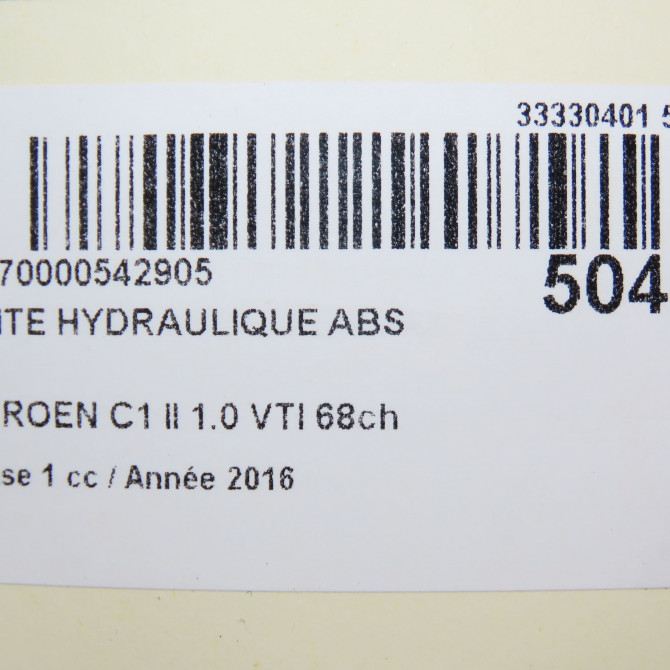 33330401 5
70000542905
504
ITE HYDRAULIQUE ABS
ROEN C1 II 1.0 VTI 68ch
se 1 cc / Année 2016